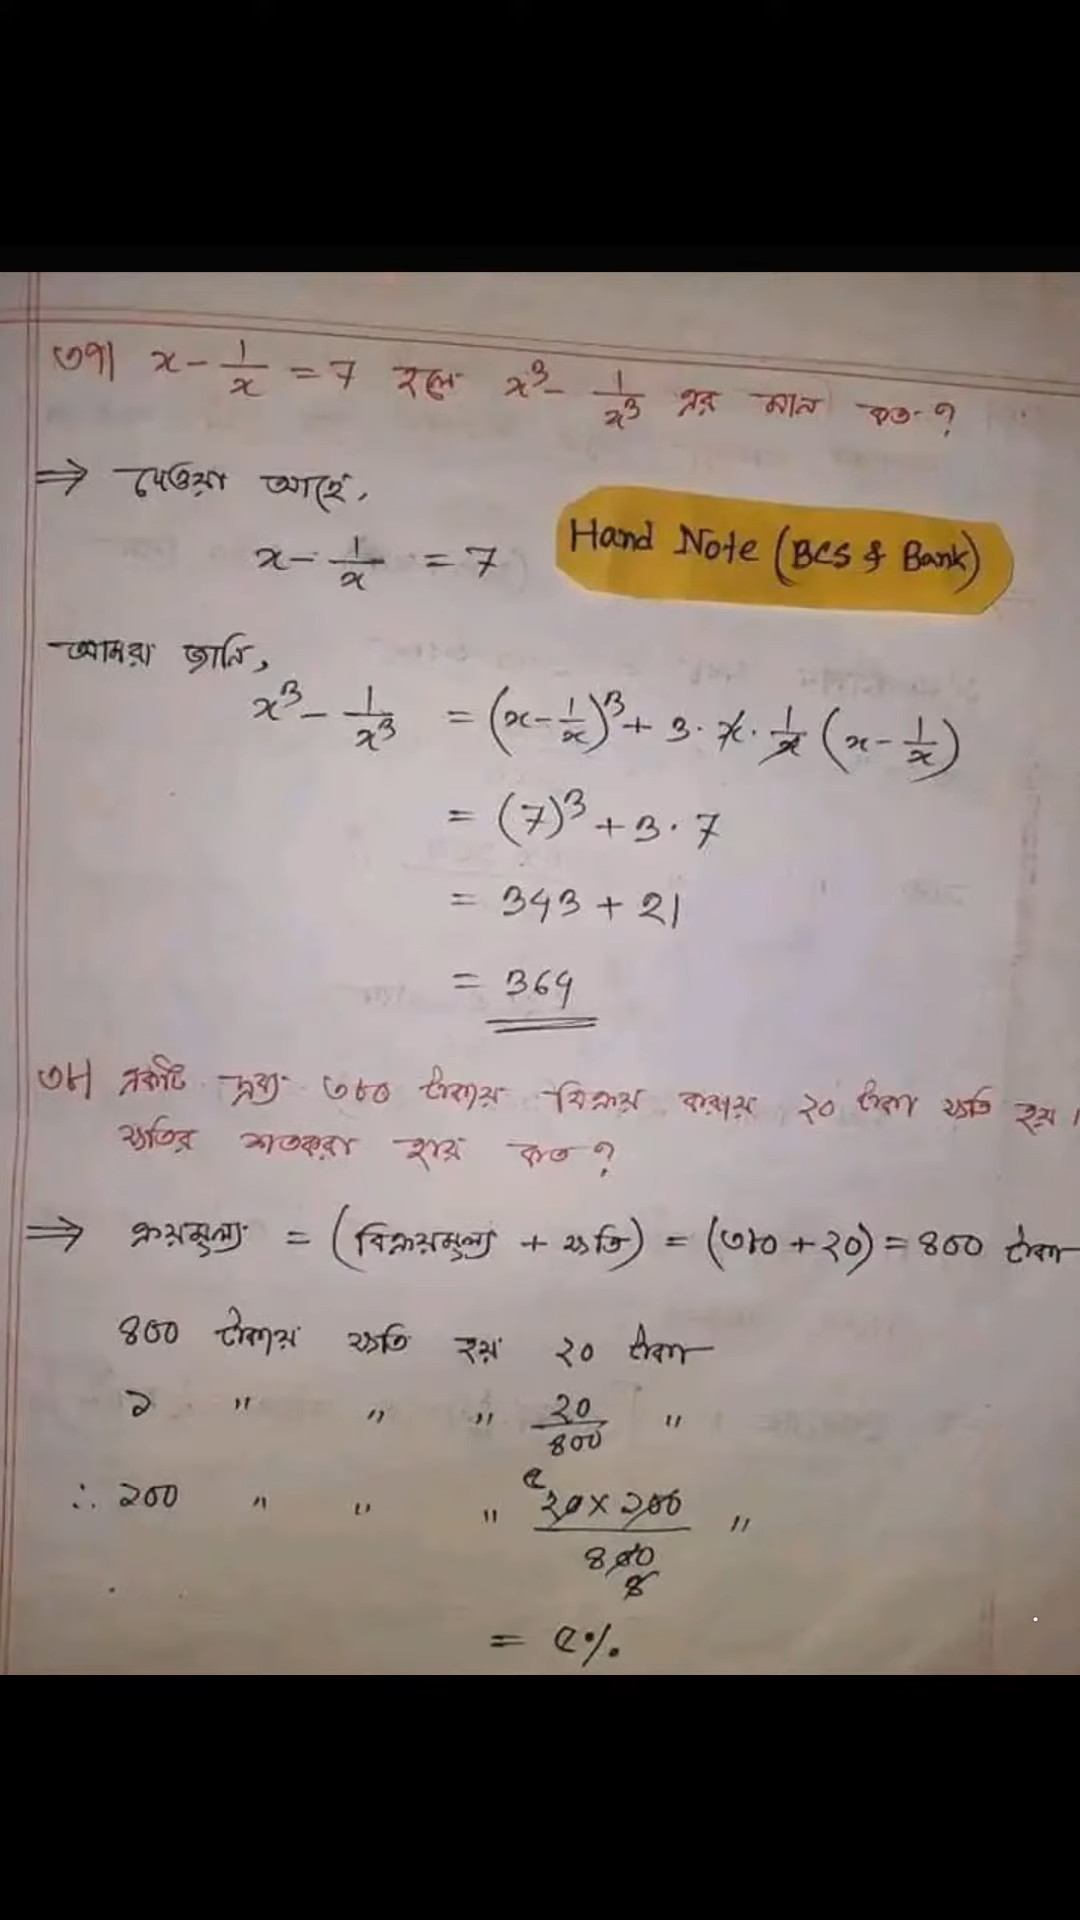 ৩৭। x - 1/x = 7 হলে x³ - 1/x³ এর মান কত?
⇒ দেওয়া আছে,
x - 1/x = 7
Hand Note (BCS & Bank)
আমরা জানি,
x³ - 1/x³ = (x - 1/x)³ + 3·x·1/x (x - 1/x)
= (7)³ + 3·7
= 343 + 21
= 364
৩৮। একটি দ্রব্য ৩৮০ টাকায় বিক্রয় করায় ২০ টাকা ক্ষতি হয়।
ক্ষতির শতকরা হার কত?
⇒ ক্রয়মূল্য = (বিক্রয়মূল্য + ক্ষতি) = (৩৮০ + ২০) = ৪০০ টাকা
৪০০ টাকায় ক্ষতি হয় ২০ টাকা
১ " " " ২০/৪০০ "
∴ ১০০ " " " ৫ ২০ × ১০০/৪০০ ৪ "
= ৫%